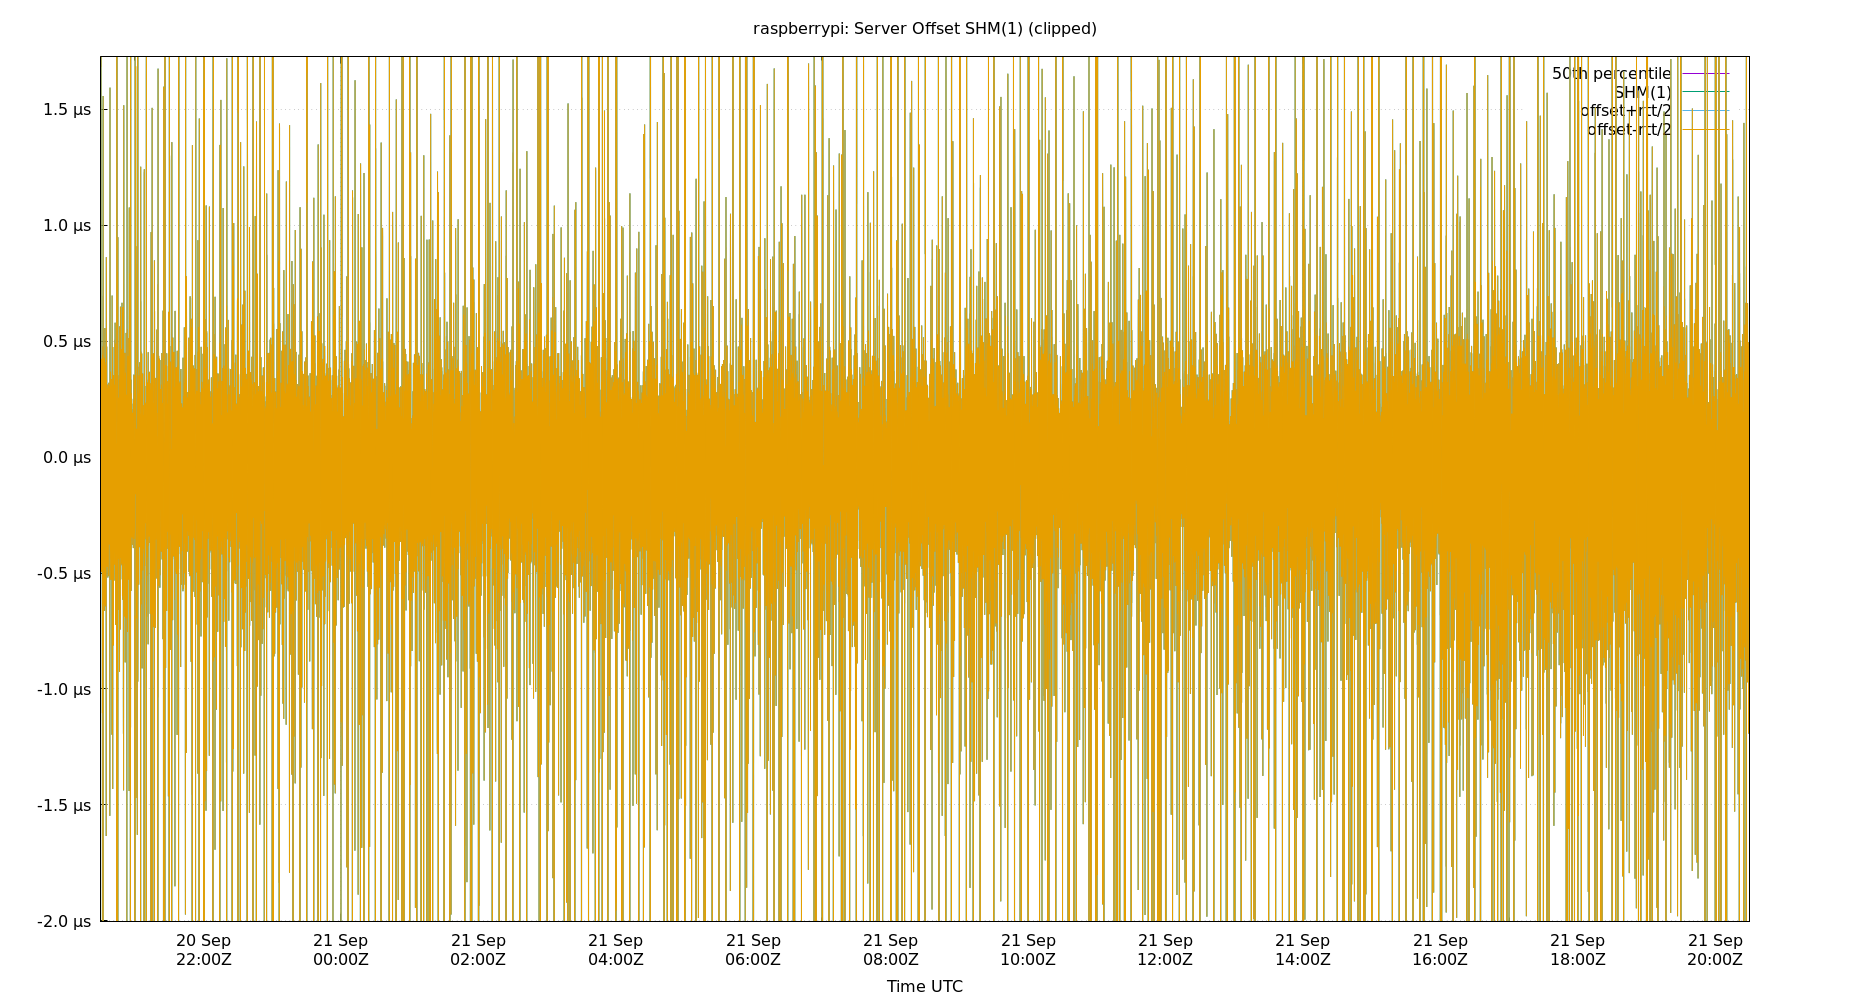 raspberrypi: Server Offset SHM(1) (clipped)
50th percentile
SHM(1)
offset+rtt/2
offset-rtt/2
1.5 µs
1.0 µs
0.5 µs
0.0 µs
-0.5 µs
-1.0 µs
-1.5 µs
-2.0 µs
20 Sep 21 Sep 21 Sep 21 Sep 21 Sep 21 Sep 21 Sep 21 Sep 21 Sep 21 Sep 21 Sep 21 Sep
22:00Z 00:00Z 02:00Z 04:00Z 06:00Z 08:00Z 10:00Z 12:00Z 14:00Z 16:00Z 18:00Z 20:00Z
Time UTC